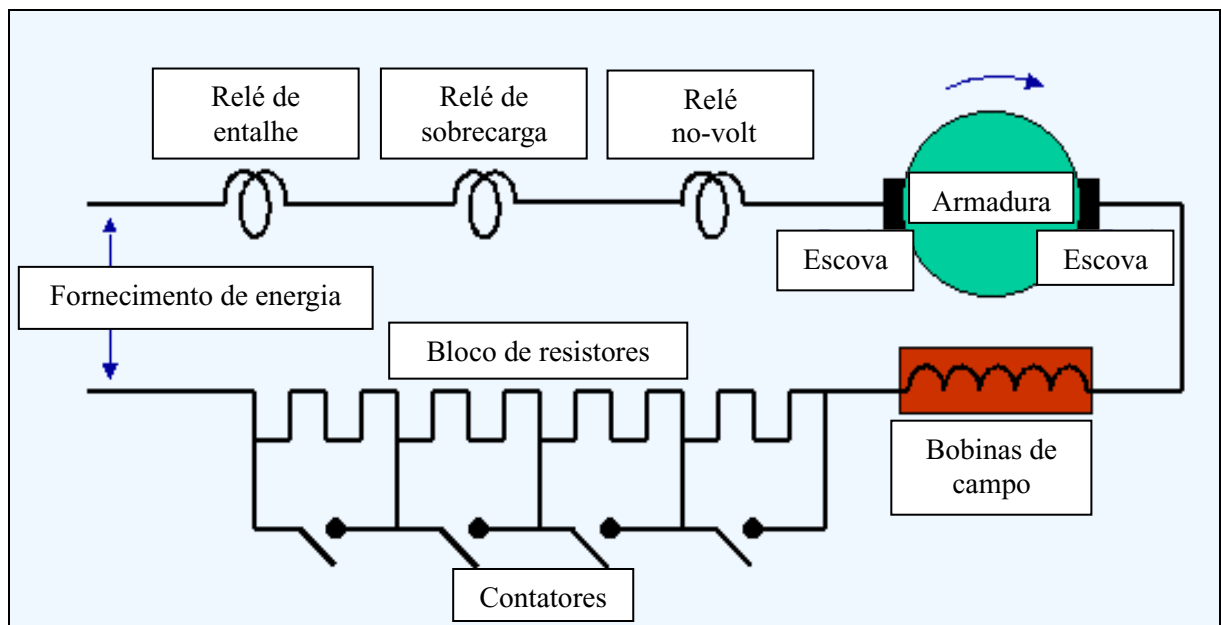 Relé de
entalhe
Relé de
sobrecarga
Relé
no-volt
Armadura
Escova
Escova
Fornecimento de energia
Bloco de resistores
Bobinas de
campo
Contatores